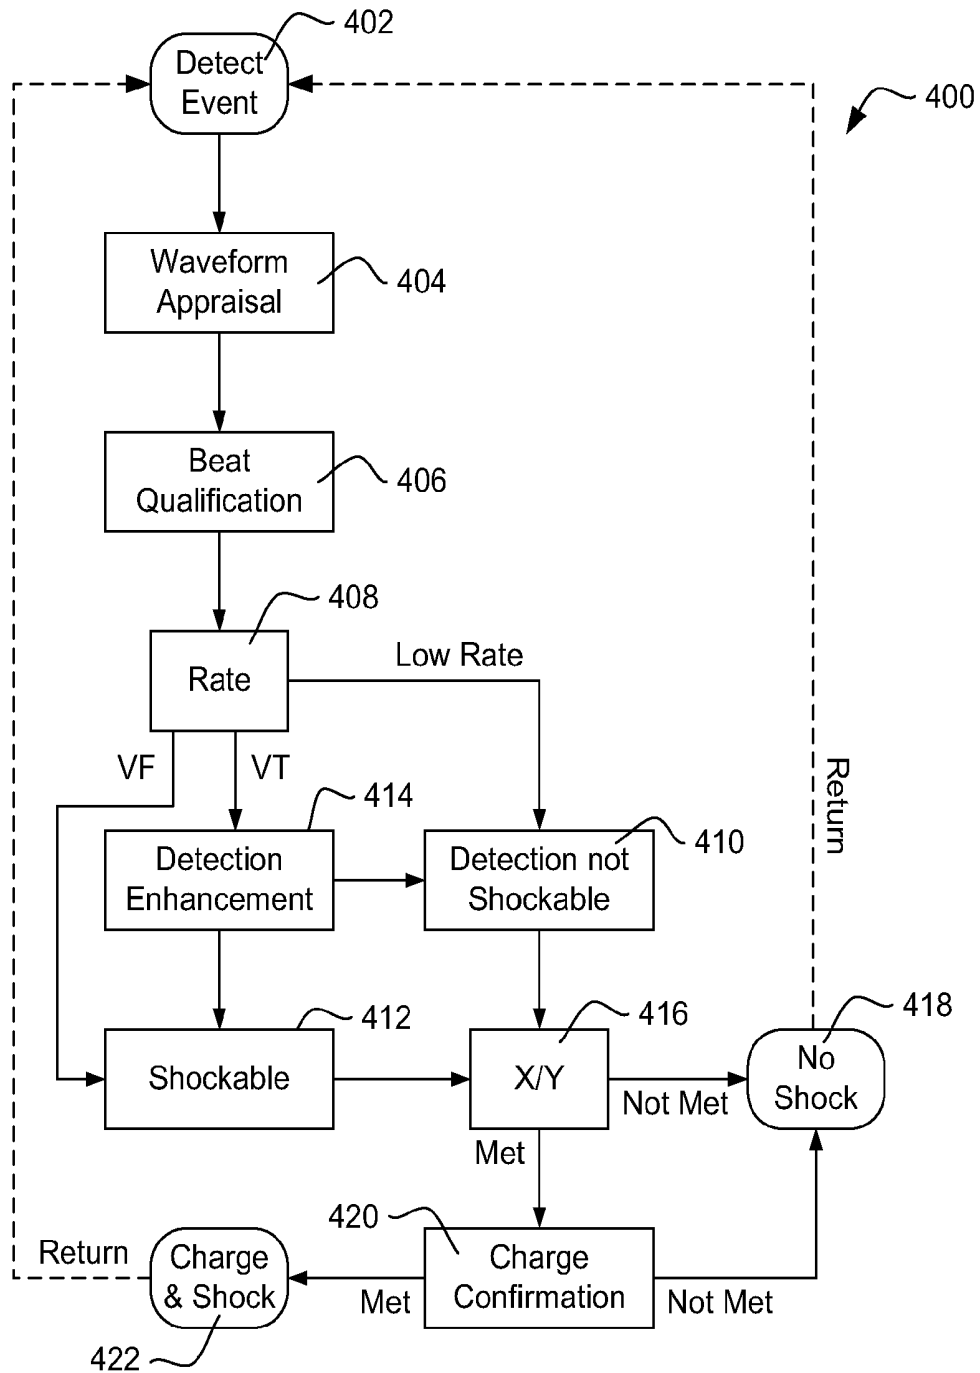 402
Detect
Event
400
Waveform
Appraisal
404
Beat
Qualification
406
408
Low Rate
Rate
VF
VT
Return
414
Detection
Enhancement
Detection not
Shockable
410
412
416
418
Shockable
X/Y
Not Met
No
Shock
Met
420
Return
Charge
& Shock
Met
Charge
Confirmation
Not Met
422